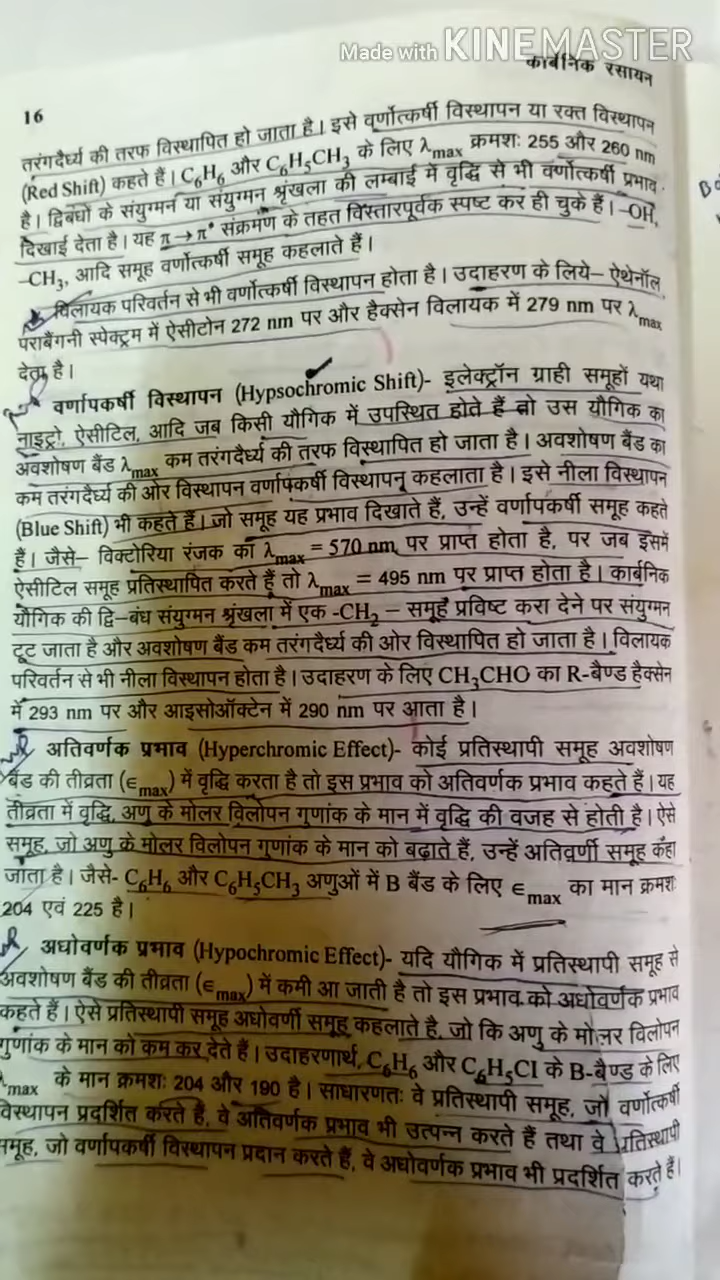 Made with KINEMASTER
कार्बनिक रसायन
16
तरंगदैर्घ्य की तरफ विस्थापित हो जाता है। इसे वर्णोत्कर्षी विस्थापन या रक्त विस्थापन
(Red Shift) कहते हैं। C₆H₆ और C₆H₅CH₃ के लिए λmax क्रमशः 255 और 260 nm
है। द्विबंधों के संयुग्मन या संयुग्मन श्रृंखला की लम्बाई में वृद्धि से भी वर्णोत्कर्षी प्रभाव
दिखाई देता है। यह π→π* संक्रमण के तहत विस्तारपूर्वक स्पष्ट कर ही चुके हैं। –OH,
–CH₃, आदि समूह वर्णोत्कर्षी समूह कहलाते हैं।
विलायक परिवर्तन से भी वर्णोत्कर्षी विस्थापन होता है। उदाहरण के लिये– ऐथेनॉल
पराबैंगनी स्पेक्ट्रम में ऐसीटोन 272 nm पर और हैक्सेन विलायक में 279 nm पर λmax
देता है।
वर्णापकर्षी विस्थापन (Hypsochromic Shift)- इलेक्ट्रॉन ग्राही समूहों यथा
नाइट्रो, ऐसीटिल, आदि जब किसी यौगिक में उपस्थित होते हैं तो उस यौगिक का
अवशोषण बैंड λmax कम तरंगदैर्घ्य की तरफ विस्थापित हो जाता है। अवशोषण बैंड का
कम तरंगदैर्घ्य की ओर विस्थापन वर्णापकर्षी विस्थापन कहलाता है। इसे नीला विस्थापन
(Blue Shift) भी कहते हैं। जो समूह यह प्रभाव दिखाते हैं, उन्हें वर्णापकर्षी समूह कहते
हैं। जैसे– विक्टोरिया रंजक का λmax = 570 nm पर प्राप्त होता है, पर जब इसमें
ऐसीटिल समूह प्रतिस्थापित करते हैं तो λmax = 495 nm पर प्राप्त होता है। कार्बनिक
यौगिक की द्वि–बंध संयुग्मन श्रृंखला में एक -CH₂ – समूह प्रविष्ट करा देने पर संयुग्मन
टूट जाता है और अवशोषण बैंड कम तरंगदैर्घ्य की ओर विस्थापित हो जाता है। विलायक
परिवर्तन से भी नीला विस्थापन होता है। उदाहरण के लिए CH₃CHO का R-बैण्ड हैक्सेन
में 293 nm पर और आइसोऑक्टेन में 290 nm पर आता है।
अतिवर्णक प्रभाव (Hyperchromic Effect)- कोई प्रतिस्थापी समूह अवशोषण
बैंड की तीव्रता (∈max) में वृद्धि करता है तो इस प्रभाव को अतिवर्णक प्रभाव कहते हैं। यह
तीव्रता में वृद्धि, अणु के मोलर विलोपन गुणांक के मान में वृद्धि की वजह से होती है। ऐसे
समूह, जो अणु के मोलर विलोपन गुणांक के मान को बढ़ाते हैं, उन्हें अतिवर्णी समूह कहा
जाता है। जैसे- C₆H₆ और C₆H₅CH₃ अणुओं में B बैंड के लिए ∈max का मान क्रमशः
204 एवं 225 है।
अधोवर्णक प्रभाव (Hypochromic Effect)- यदि यौगिक में प्रतिस्थापी समूह से
अवशोषण बैंड की तीव्रता (∈max) में कमी आ जाती है तो इस प्रभाव को अधोवर्णक प्रभाव
कहते हैं। ऐसे प्रतिस्थापी समूह अधोवर्णी समूह कहलाते है, जो कि अणु के मोलर विलोपन
गुणांक के मान को कम कर देते हैं। उदाहरणार्थ, C₆H₆ और C₆H₅Cl के B-बैण्ड के लिए
max के मान क्रमशः 204 और 190 है। साधारणतः वे प्रतिस्थापी समूह, जो वर्णोत्कर्षी
विस्थापन प्रदर्शित करते हैं, वे अतिवर्णक प्रभाव भी उत्पन्न करते हैं तथा वे प्रतिस्थापी
समूह, जो वर्णापकर्षी विस्थापन प्रदान करते हैं, वे अधोवर्णक प्रभाव भी प्रदर्शित करते हैं।